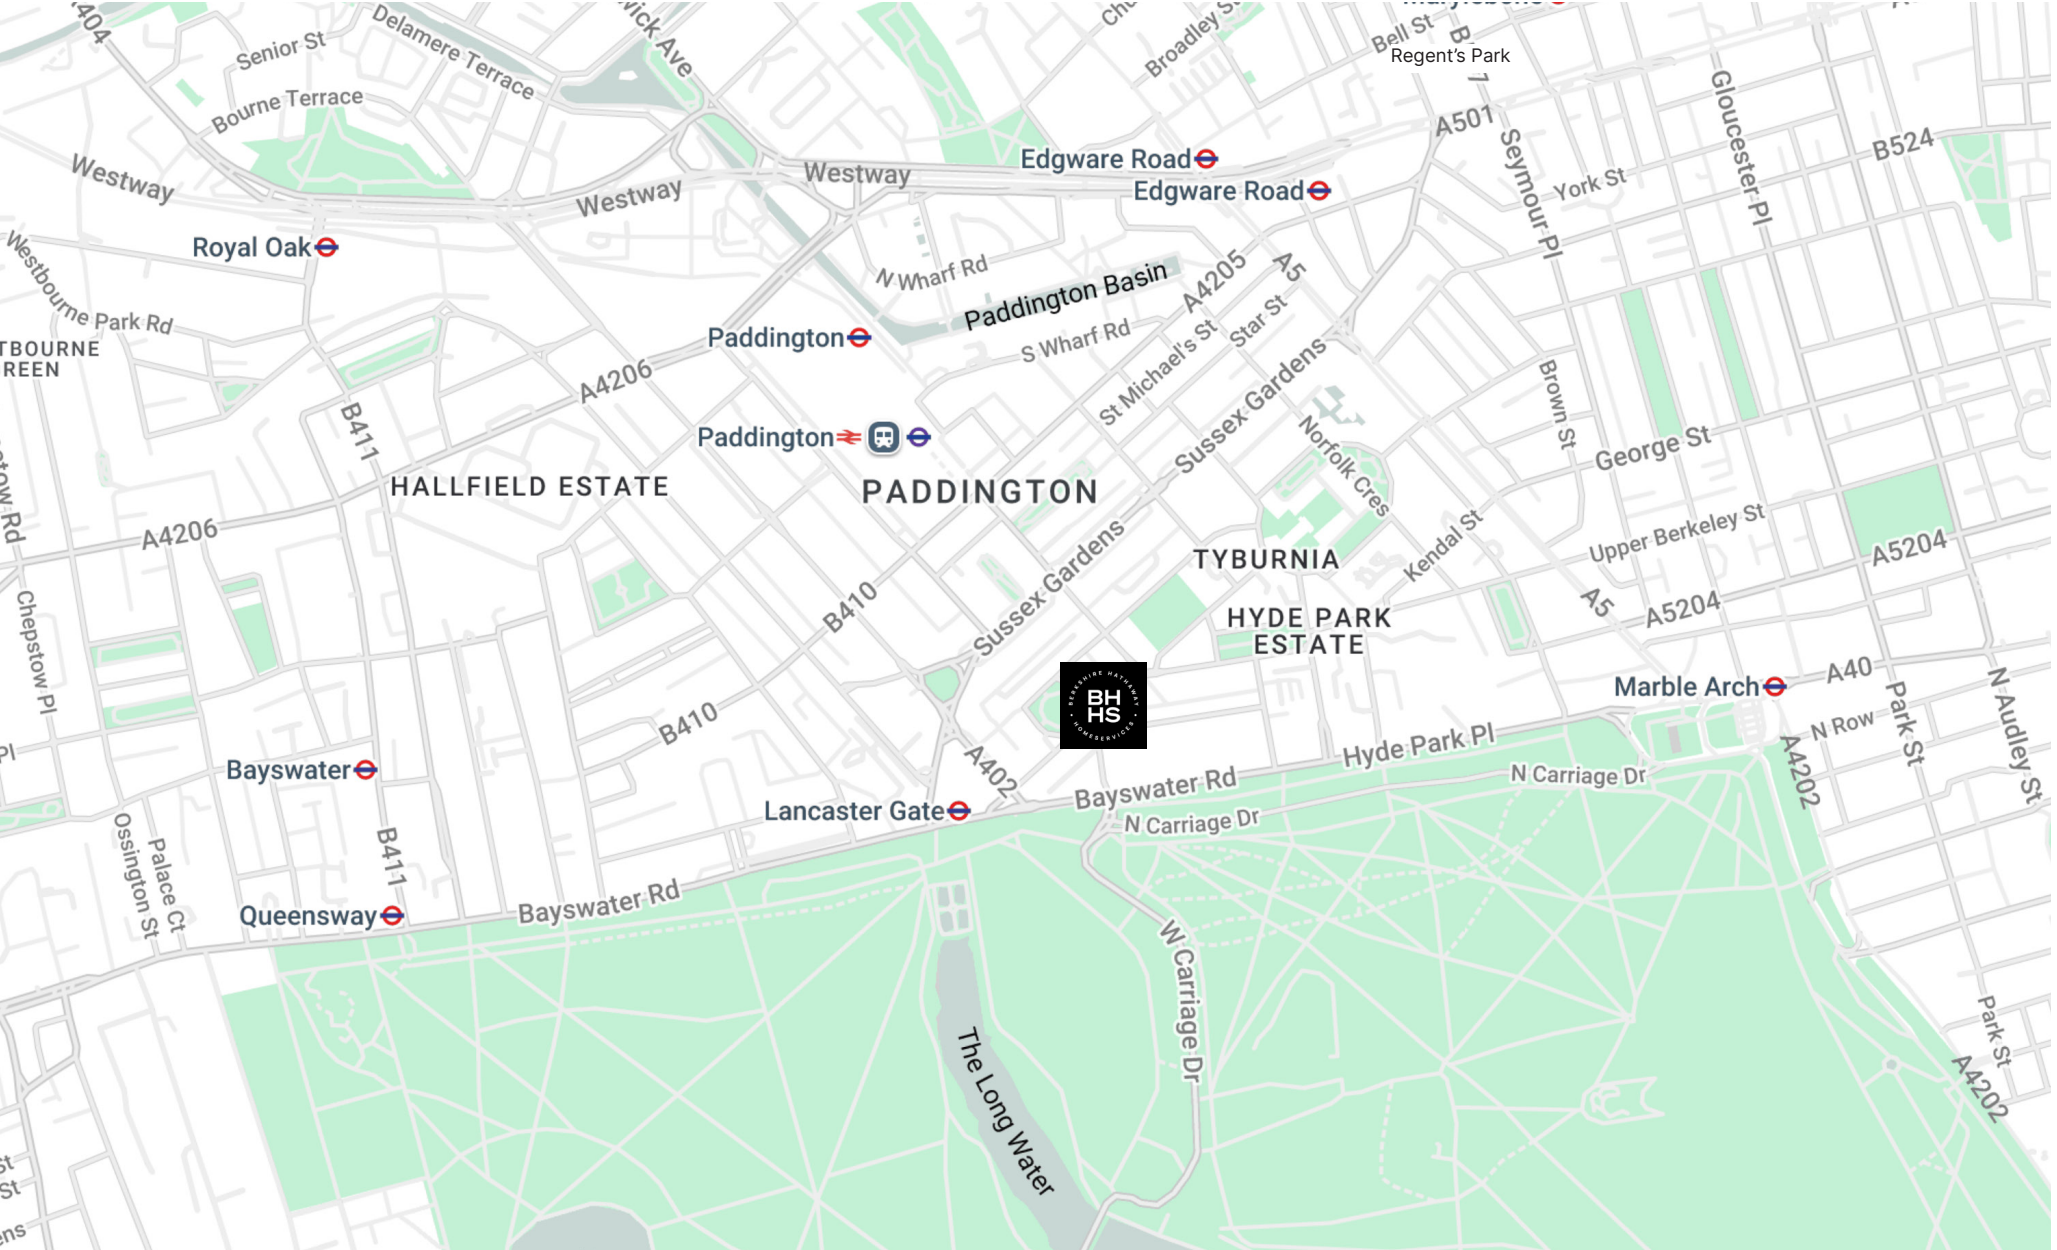 Marylebone
Bell St
Regent's Park
Broadley St
Senior St
Delamere Terrace
Bourne Terrace
Gloucester Pl
A501
Seymour Pl
B524
Westway
Westway
Westway
Edgware Road
Edgware Road
York St
Royal Oak
Westbourne Park Rd
N Wharf Rd
Paddington Basin
A4205
A5
Paddington
S Wharf Rd
St Michael's St
Star St
Sussex Gardens
A4206
B411
Brown St
Paddington
Norfolk Cres
George St
HALLFIELD ESTATE
PADDINGTON
A4206
Kendal St
Upper Berkeley St
A5204
TYBURNIA
Sussex Gardens
B410
HYDE PARK
ESTATE
A5
A5204
Chepstow Pl
BERKSHIRE HATHAWAY
BH
HS
HOMESERVICES
Marble Arch
A40
Park St
N Audley St
N Row
B410
Hyde Park Pl
A402
Bayswater
Bayswater Rd
N Carriage Dr
A4202
Lancaster Gate
N Carriage Dr
Ossington St
Palace Ct
B411
Queensway
Bayswater Rd
W Carriage Dr
The Long Water
Park St
A4202